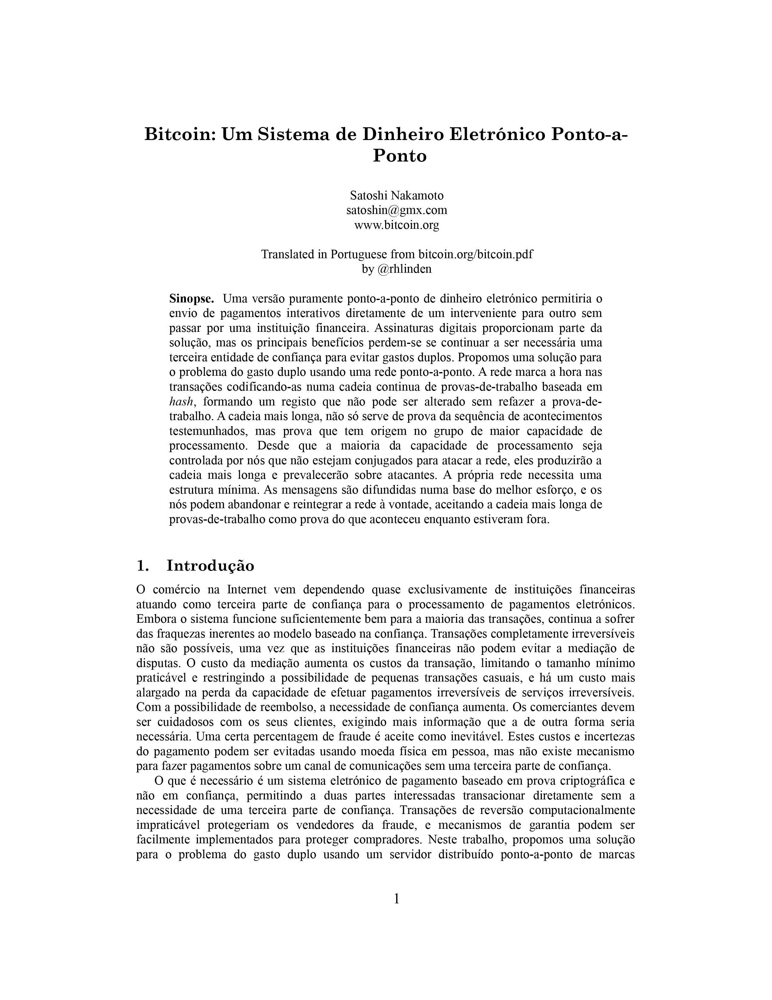 Bitcoin: Um Sistema de Dinheiro Eletrónico Ponto-a-
Ponto
Satoshi Nakamoto
satoshin@gmx.com
www.bitcoin.org
Translated in Portuguese from bitcoin.org/bitcoin.pdf
by @rhlinden
Sinopse. Uma versão puramente ponto-a-ponto de dinheiro eletrónico permitiria o
envio de pagamentos interativos diretamente de um interveniente para outro sem
passar por uma instituição financeira. Assinaturas digitais proporcionam parte da
solução, mas os principais benefícios perdem-se se continuar a ser necessária uma
terceira entidade de confiança para evitar gastos duplos. Propomos uma solução para
o problema do gasto duplo usando uma rede ponto-a-ponto. A rede marca a hora nas
transações codificando-as numa cadeia continua de provas-de-trabalho baseada em
hash, formando um registo que não pode ser alterado sem refazer a prova-de-
trabalho. A cadeia mais longa, não só serve de prova da sequência de acontecimentos
testemunhados, mas prova que tem origem no grupo de maior capacidade de
processamento. Desde que a maioria da capacidade de processamento seja
controlada por nós que não estejam conjugados para atacar a rede, eles produzirão a
cadeia mais longa e prevalecerão sobre atacantes. A própria rede necessita uma
estrutura mínima. As mensagens são difundidas numa base do melhor esforço, e os
nós podem abandonar e reintegrar a rede à vontade, aceitando a cadeia mais longa de
provas-de-trabalho como prova do que aconteceu enquanto estiveram fora.
1. Introdução
O comércio na Internet vem dependendo quase exclusivamente de instituições financeiras
atuando como terceira parte de confiança para o processamento de pagamentos eletrónicos.
Embora o sistema funcione suficientemente bem para a maioria das transações, continua a sofrer
das fraquezas inerentes ao modelo baseado na confiança. Transações completamente irreversíveis
não são possíveis, uma vez que as instituições financeiras não podem evitar a mediação de
disputas. O custo da mediação aumenta os custos da transação, limitando o tamanho mínimo
praticável e restringindo a possibilidade de pequenas transações casuais, e há um custo mais
alargado na perda da capacidade de efetuar pagamentos irreversíveis de serviços irreversíveis.
Com a possibilidade de reembolso, a necessidade de confiança aumenta. Os comerciantes devem
ser cuidadosos com os seus clientes, exigindo mais informação que a de outra forma seria
necessária. Uma certa percentagem de fraude é aceite como inevitável. Estes custos e incertezas
do pagamento podem ser evitadas usando moeda física em pessoa, mas não existe mecanismo
para fazer pagamentos sobre um canal de comunicações sem uma terceira parte de confiança.
O que é necessário é um sistema eletrónico de pagamento baseado em prova criptográfica e
não em confiança, permitindo a duas partes interessadas transacionar diretamente sem a
necessidade de uma terceira parte de confiança. Transações de reversão computacionalmente
impraticável protegeriam os vendedores da fraude, e mecanismos de garantia podem ser
facilmente implementados para proteger compradores. Neste trabalho, propomos uma solução
para o problema do gasto duplo usando um servidor distribuído ponto-a-ponto de marcas
1